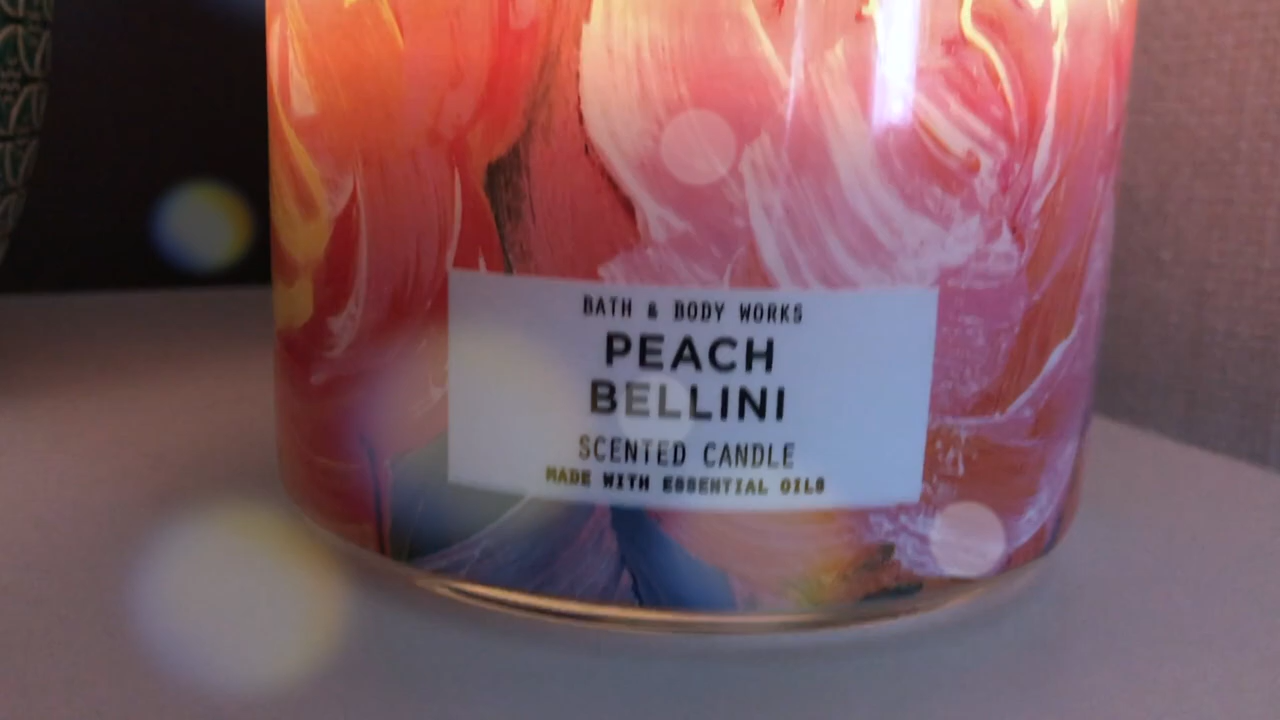 BATH & BODY WORKS
PEACH
BELLINI
SCENTED CANDLE
MADE WITH ESSENTIAL OILS